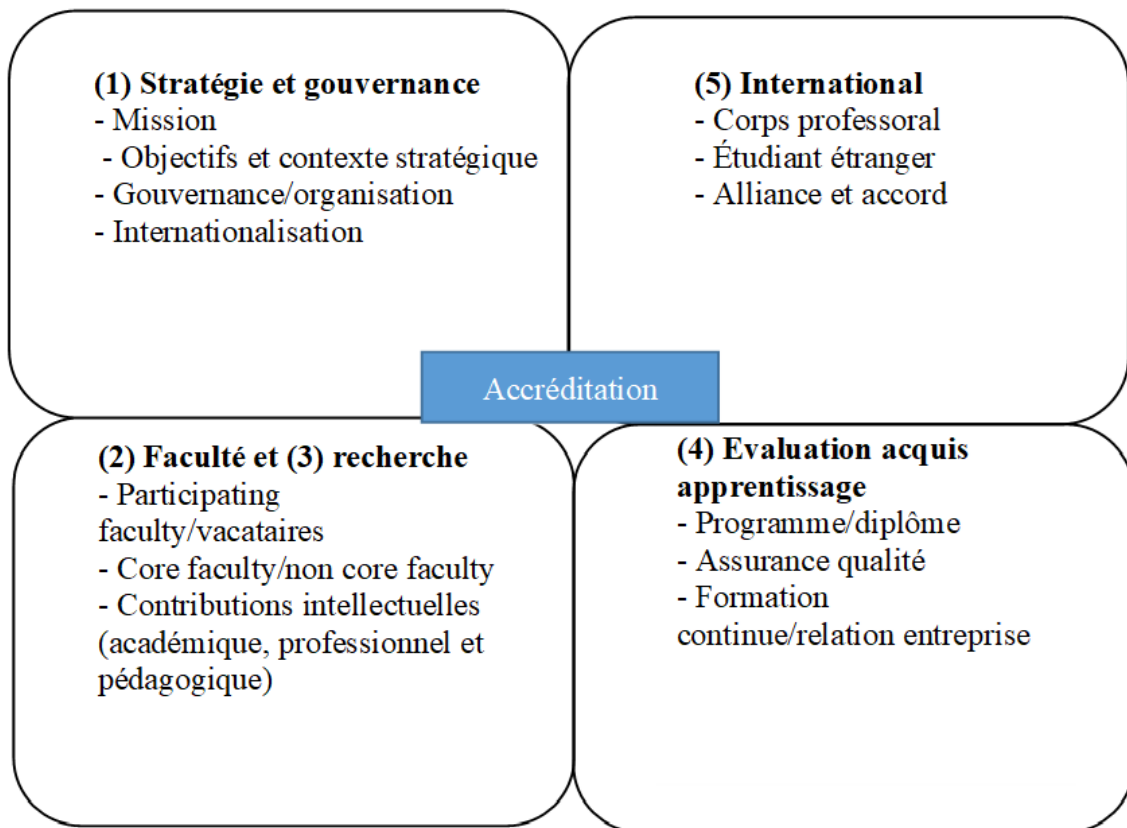 (1) Stratégie et gouvernance
- Mission
- Objectifs et contexte stratégique
- Gouvernance/organisation
- Internationalisation
(5) International
- Corps professoral
- Étudiant étranger
- Alliance et accord
Accréditation
(2) Faculté et (3) recherche
- Participating
faculty/vacataires
- Core faculty/non core faculty
- Contributions intellectuelles
(académique, professionnel et
pédagogique)
(4) Evaluation acquis
apprentissage
- Programme/diplôme
- Assurance qualité
- Formation
continue/relation entreprise